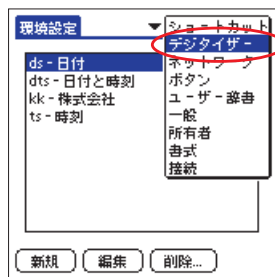 環境設定
ショートカット
デジタイザー
ネットワーク
ボタン
ユーザー辞書
一般
所有者
書式
接続
ds - 日付
dts - 日付と時刻
kk - 株式会社
ts - 時刻
新規
編集
削除...